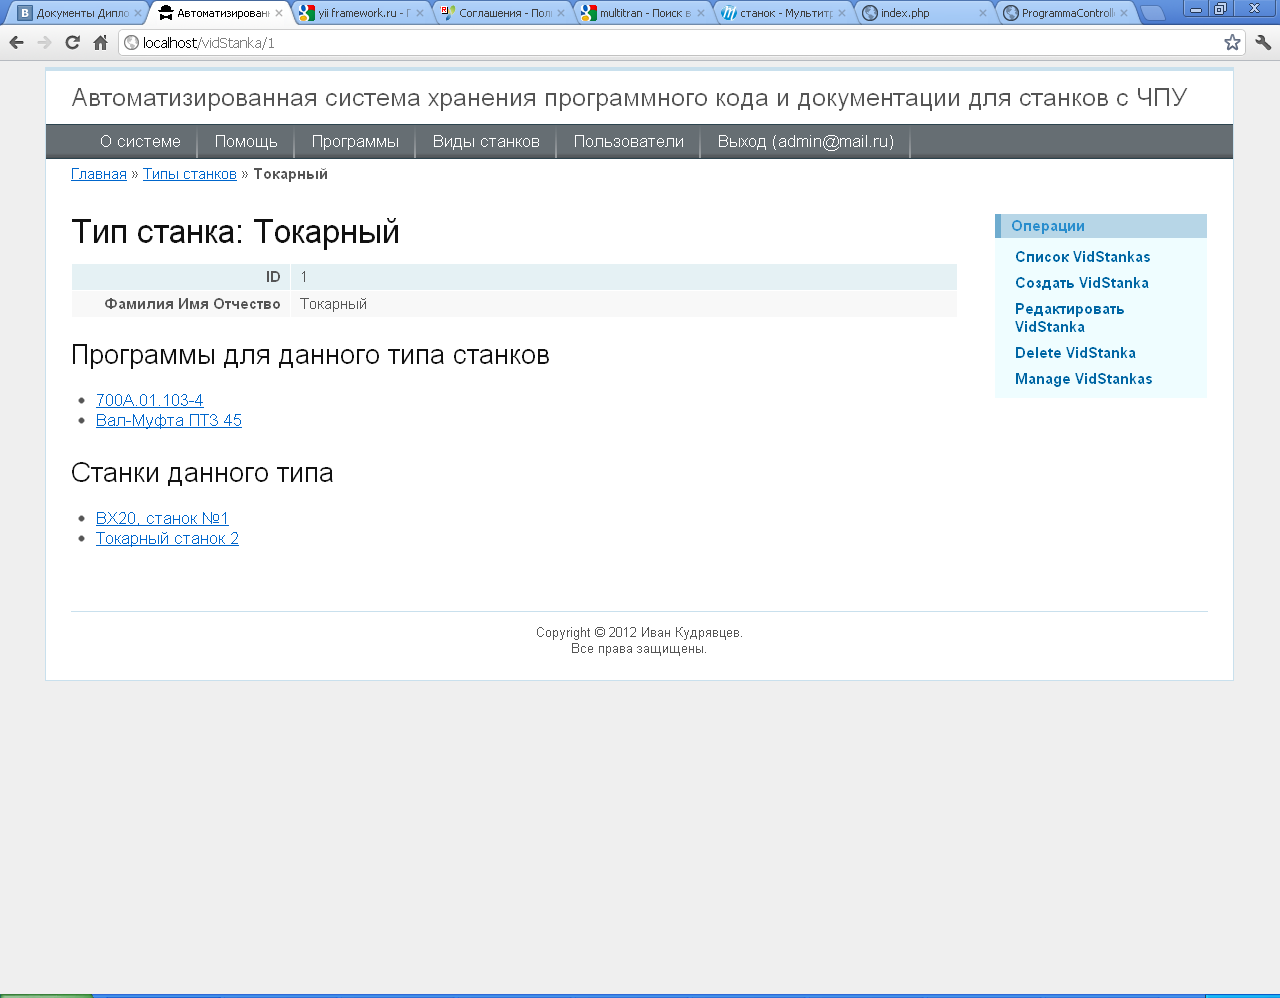 Документы Дипло
Автоматизирован
yii framework.ru - Г
Соглашения - Пол
multitran - Поиск в
станок - Мультит
index.php
ProgrammaControlle
localhost/vidStanka/1
Автоматизированная система хранения программного кода и документации для станков с ЧПУ
О системе Помощь Программы Виды станков Пользователи Выход (admin@mail.ru)
Главная » Типы станков » Токарный
Тип станка: Токарный
ID 1
Фамилия Имя Отчество Токарный
Программы для данного типа станков
700А.01.103-4
Вал-Муфта ПТЗ 45
Станки данного типа
ВХ20, станок №1
Токарный станок 2
Операции
Список VidStankas
Создать VidStanka
Редактировать
VidStanka
Delete VidStanka
Manage VidStankas
Copyright © 2012 Иван Кудрявцев.
Все права защищены.